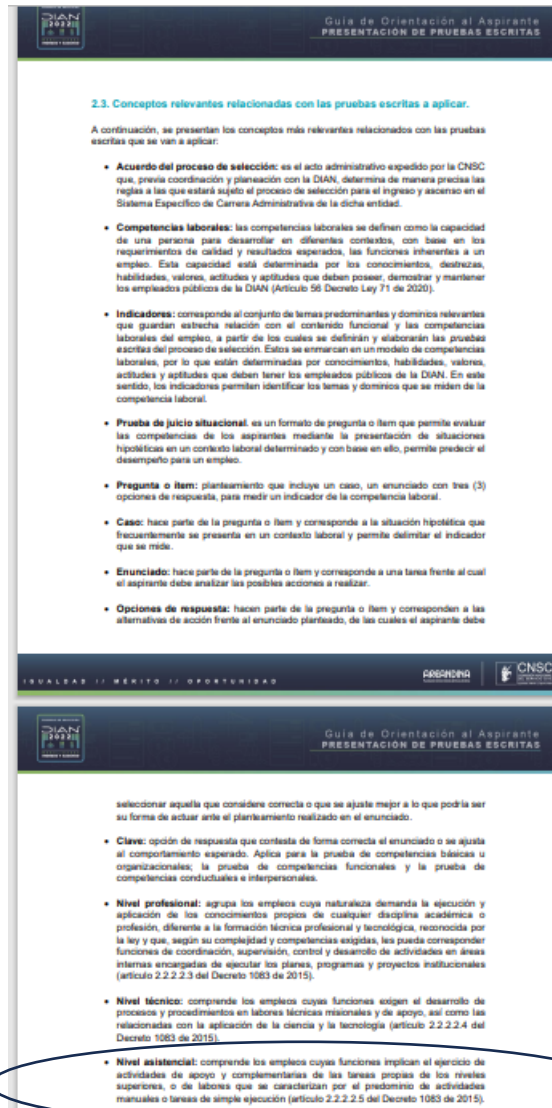 DIAN
2022
Guía de Orientación al Aspirante
PRESENTACIÓN DE PRUEBAS ESCRITAS
2.3. Conceptos relevantes relacionadas con las pruebas escritas a aplicar.
A continuación, se presentan los conceptos más relevantes relacionados con las pruebas
escritas que se van a aplicar:
• Acuerdo del proceso de selección: es el acto administrativo expedido por la CNSC
que, previa coordinación y planeación con la DIAN, determina de manera precisa las
reglas a las que estará sujeto el proceso de selección para el ingreso y ascenso en el
Sistema Específico de Carrera Administrativa de la dicha entidad.
• Competencias laborales: las competencias laborales se definen como la capacidad
de una persona para desarrollar en diferentes contextos, con base en los
requerimientos de calidad y resultados esperados, las funciones inherentes a un
empleo. Esta capacidad está determinada por los conocimientos, destrezas,
habilidades, valores, actitudes y aptitudes que deben poseer, demostrar y mantener
los empleados públicos de la DIAN (Artículo 56 Decreto Ley 71 de 2020).
• Indicadores: corresponde al conjunto de temas predominantes y dominios relevantes
que guardan estrecha relación con el contenido funcional y las competencias
laborales del empleo, a partir de los cuales se definirán y elaborarán las pruebas
escritas del proceso de selección. Estos se enmarcan en un modelo de competencias
laborales, por lo que están determinadas por conocimientos, habilidades, valores,
actitudes y aptitudes que deben tener los empleados públicos de la DIAN. En este
sentido, los indicadores permiten identificar los temas y dominios que se miden de la
competencia laboral.
• Prueba de juicio situacional. es un formato de pregunta o ítem que permite evaluar
las competencias de los aspirantes mediante la presentación de situaciones
hipotéticas en un contexto laboral determinado y con base en ello, permite predecir el
desempeño para un empleo.
• Pregunta o ítem: planteamiento que incluye un caso, un enunciado con tres (3)
opciones de respuesta, para medir un indicador de la competencia laboral.
• Caso: hace parte de la pregunta o ítem y corresponde a la situación hipotética que
frecuentemente se presenta en un contexto laboral y permite delimitar el indicador
que se mide.
• Enunciado: hace parte de la pregunta o ítem y corresponde a una tarea frente al cual
el aspirante debe analizar las posibles acciones a realizar.
• Opciones de respuesta: hacen parte de la pregunta o ítem y corresponden a las
alternativas de acción frente al enunciado planteado, de las cuales el aspirante debe
IGUALDAD // MÉRITO // OPORTUNIDAD
AREANDINA
CNSC
DIAN
2022
Guía de Orientación al Aspirante
PRESENTACIÓN DE PRUEBAS ESCRITAS
seleccionar aquella que considere correcta o que se ajuste mejor a lo que podría ser
su forma de actuar ante el planteamiento realizado en el enunciado.
• Clave: opción de respuesta que contesta de forma correcta el enunciado o se ajusta
al comportamiento esperado. Aplica para la prueba de competencias básicas u
organizacionales; la prueba de competencias funcionales y la prueba de
competencias conductuales e interpersonales.
• Nivel profesional: agrupa los empleos cuya naturaleza demanda la ejecución y
aplicación de los conocimientos propios de cualquier disciplina académica o
profesión, diferente a la formación técnica profesional y tecnológica, reconocida por
la ley y que, según su complejidad y competencias exigidas, les pueda corresponder
funciones de coordinación, supervisión, control y desarrollo de actividades en áreas
internas encargadas de ejecutar los planes, programas y proyectos institucionales
(artículo 2.2.2.2.3 del Decreto 1083 de 2015).
• Nivel técnico: comprende los empleos cuyas funciones exigen el desarrollo de
procesos y procedimientos en labores técnicas misionales y de apoyo, así como las
relacionadas con la aplicación de la ciencia y la tecnología (artículo 2.2.2.2.4 del
Decreto 1083 de 2015).
• Nivel asistencial: comprende los empleos cuyas funciones implican el ejercicio de
actividades de apoyo y complementarias de las tareas propias de los niveles
superiores, o de labores que se caracterizan por el predominio de actividades
manuales o tareas de simple ejecución (artículo 2.2.2.2.5 del Decreto 1083 de 2015).